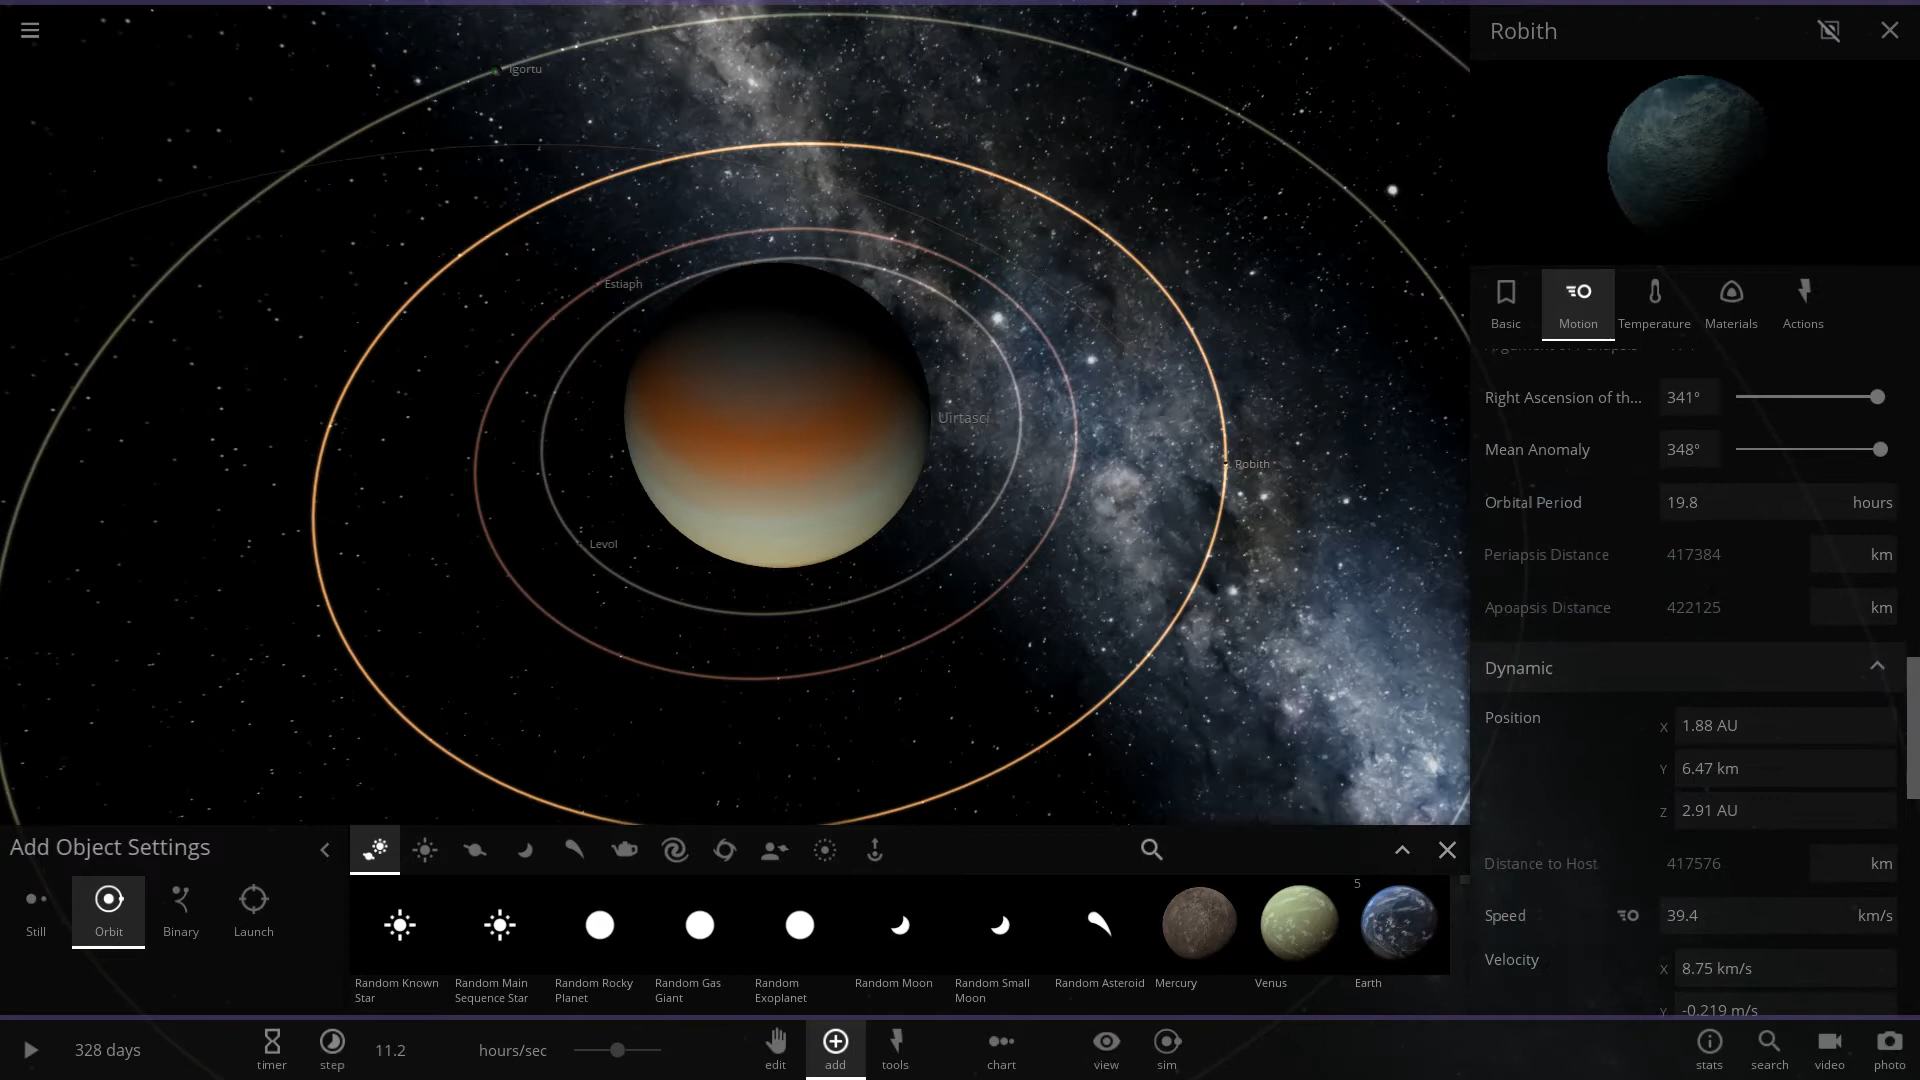 Robith
Igortu
Estiaph
Uirtasci
Robith
Levol
Basic
Motion
Temperature
Materials
Actions
Argument of Periapsis
Right Ascension of th... 341°
Mean Anomaly 348°
Orbital Period 19.8 hours
Periapsis Distance 417384 km
Apoapsis Distance 422125 km
Dynamic
Position X 1.88 AU
Y 6.47 km
Z 2.91 AU
Distance to Host 417576 km
Speed 39.4 km/s
Velocity X 8.75 km/s
Y -0.219 m/s
Add Object Settings
Still
Orbit
Binary
Launch
5
Random Known
Star
Random Main
Sequence Star
Random Rocky
Planet
Random Gas
Giant
Random
Exoplanet
Random Moon
Random Small
Moon
Random Asteroid
Mercury
Venus
Earth
328 days
timer
step
11.2 hours/sec
edit
add
tools
chart
view
sim
stats
search
video
photo